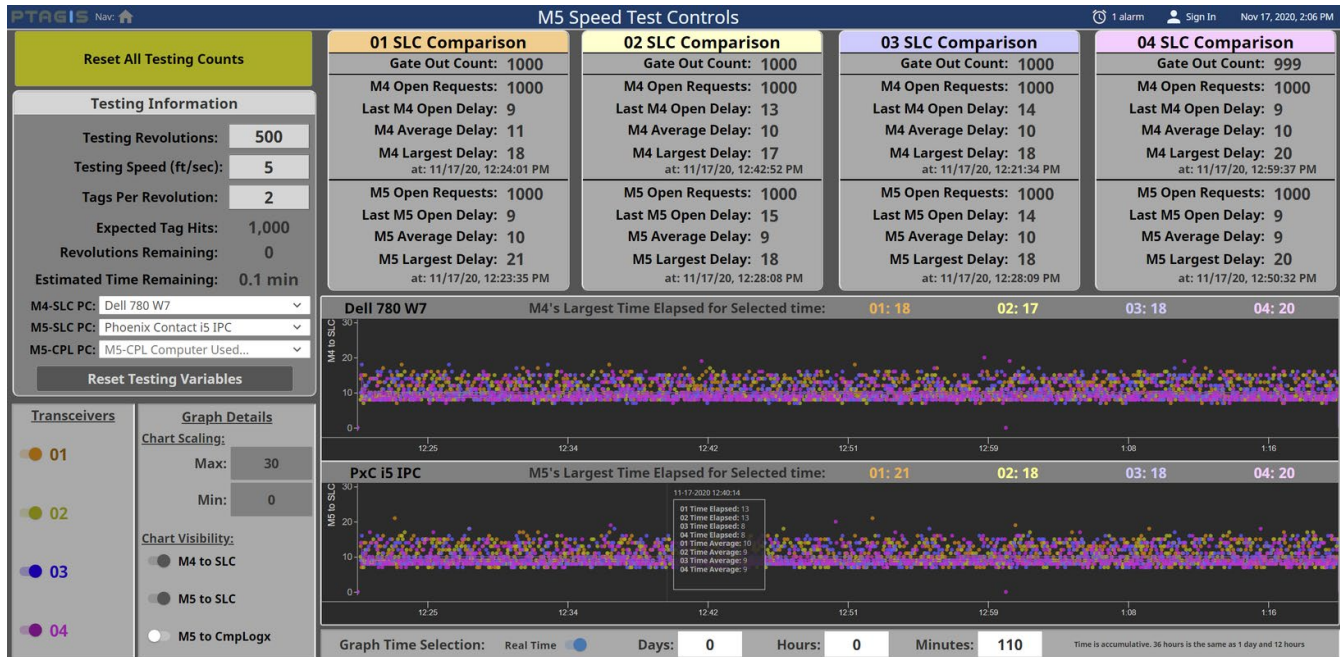 PTAGIS Nav: M5 Speed Test Controls 1 alarm Sign In Nov 17, 2020, 2:06 PM
Reset All Testing Counts
Testing Information
Testing Revolutions: 500
Testing Speed (ft/sec): 5
Tags Per Revolution: 2
Expected Tag Hits: 1,000
Revolutions Remaining: 0
Estimated Time Remaining: 0.1 min
M4-SLC PC: Dell 780 W7
M5-SLC PC: Phoenix Contact i5 IPC
M5-CPL PC: M5-CPL Computer Used...
Reset Testing Variables
Transceivers
01
02
03
04
Graph Details
Chart Scaling:
Max: 30
Min: 0
Chart Visibility:
M4 to SLC
M5 to SLC
M5 to CmpLogx
01 SLC Comparison
Gate Out Count: 1000
M4 Open Requests: 1000
Last M4 Open Delay: 9
M4 Average Delay: 11
M4 Largest Delay: 18
at: 11/17/20, 12:24:01 PM
M5 Open Requests: 1000
Last M5 Open Delay: 9
M5 Average Delay: 10
M5 Largest Delay: 21
at: 11/17/20, 12:23:35 PM
02 SLC Comparison
Gate Out Count: 1000
M4 Open Requests: 1000
Last M4 Open Delay: 13
M4 Average Delay: 10
M4 Largest Delay: 17
at: 11/17/20, 12:42:52 PM
M5 Open Requests: 1000
Last M5 Open Delay: 15
M5 Average Delay: 9
M5 Largest Delay: 18
at: 11/17/20, 12:28:08 PM
03 SLC Comparison
Gate Out Count: 1000
M4 Open Requests: 1000
Last M4 Open Delay: 14
M4 Average Delay: 10
M4 Largest Delay: 18
at: 11/17/20, 12:21:34 PM
M5 Open Requests: 1000
Last M5 Open Delay: 14
M5 Average Delay: 10
M5 Largest Delay: 18
at: 11/17/20, 12:28:09 PM
04 SLC Comparison
Gate Out Count: 999
M4 Open Requests: 1000
Last M4 Open Delay: 9
M4 Average Delay: 10
M4 Largest Delay: 20
at: 11/17/20, 12:59:37 PM
M5 Open Requests: 1000
Last M5 Open Delay: 9
M5 Average Delay: 9
M5 Largest Delay: 20
at: 11/17/20, 12:50:32 PM
Dell 780 W7 M4's Largest Time Elapsed for Selected time: 01: 18 02: 17 03: 18 04: 20
M4 to SLC
30
20
10
0
12:25 12:34 12:42 12:51 12:59 1:08 1:16
PxC i5 IPC M5's Largest Time Elapsed for Selected time: 01: 21 02: 18 03: 18 04: 20
M5 to STC
30
20
10
0
11-17-2020 12:40:14
01 Time Elapsed: 13
02 Time Elapsed: 13
03 Time Elapsed: 8
04 Time Elapsed: 8
01 Time Average: 10
02 Time Average: 9
03 Time Average: 9
04 Time Average: 9
12:25 12:34 12:42 12:51 12:59 1:08 1:16
Graph Time Selection: Real Time Days: 0 Hours: 0 Minutes: 110 Time is accumulative. 36 hours is the same as 1 day and 12 hours